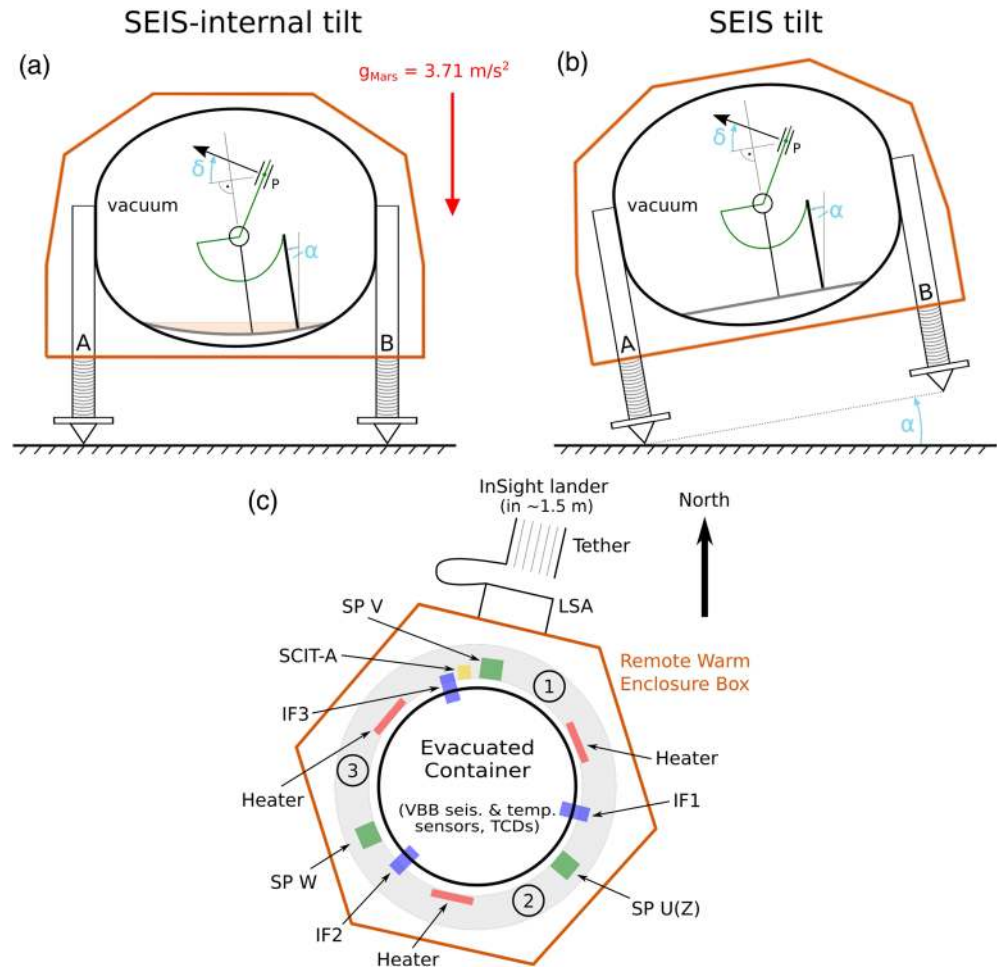 SEIS-internal tilt
SEIS tilt
(a)
g_Mars = 3.71 m/s²
(b)
δ
P
vacuum
α
A
B
δ
P
vacuum
α
A
B
α
(c)
InSight lander
(in ~1.5 m)
North
Tether
LSA
SP V
SCIT-A
Remote Warm
Enclosure Box
IF3
1
Heater
Evacuated
Container
(VBB seis. & temp.
sensors, TCDs)
3
Heater
IF1
SP W
2
SP U(Z)
IF2
Heater